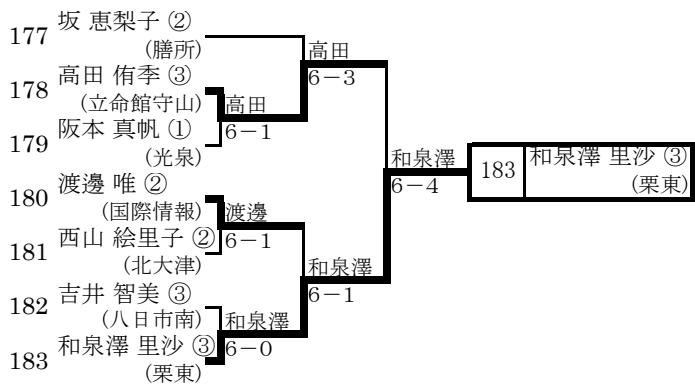 177 坂 恵梨子 ②
(膳所)
178 高田 侑季 ③
(立命館守山)
179 阪本 真帆 ①
(光泉)
180 渡邊 唯 ②
(国際情報)
181 西山 絵里子 ②
(北大津)
182 吉井 智美 ③
(八日市南)
183 和泉澤 里沙 ③
(栗東)
高田
6－1
渡邊
6－1
和泉澤
6－0
高田
6－3
和泉澤
6－1
和泉澤
6－4
183 和泉澤 里沙 ③
(栗東)